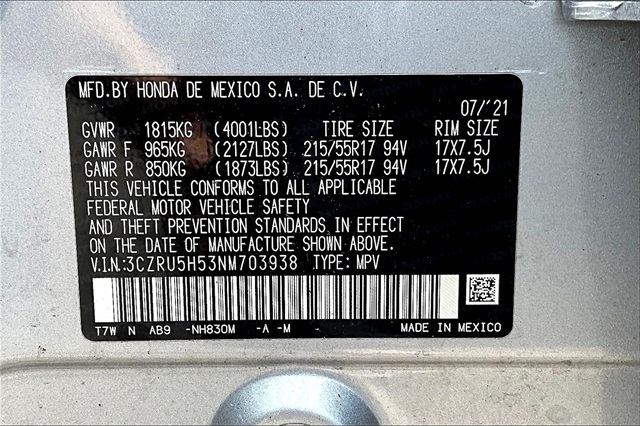 MFD.BY HONDA DE MEXICO S.A. DE C.V.
07/'21
GVWR 1815KG (4001LBS) TIRE SIZE RIM SIZE
GAWR F 965KG (2127LBS) 215/55R17 94V 17X7.5J
GAWR R 850KG (1873LBS) 215/55R17 94V 17X7.5J
THIS VEHICLE CONFORMS TO ALL APPLICABLE
FEDERAL MOTOR VEHICLE SAFETY
AND THEFT PREVENTION STANDARDS IN EFFECT
ON THE DATE OF MANUFACTURE SHOWN ABOVE.
V.I.N:3CZRU5H53NM703938 TYPE: MPV
T7W N AB9 -NH830M -A -M - MADE IN MEXICO